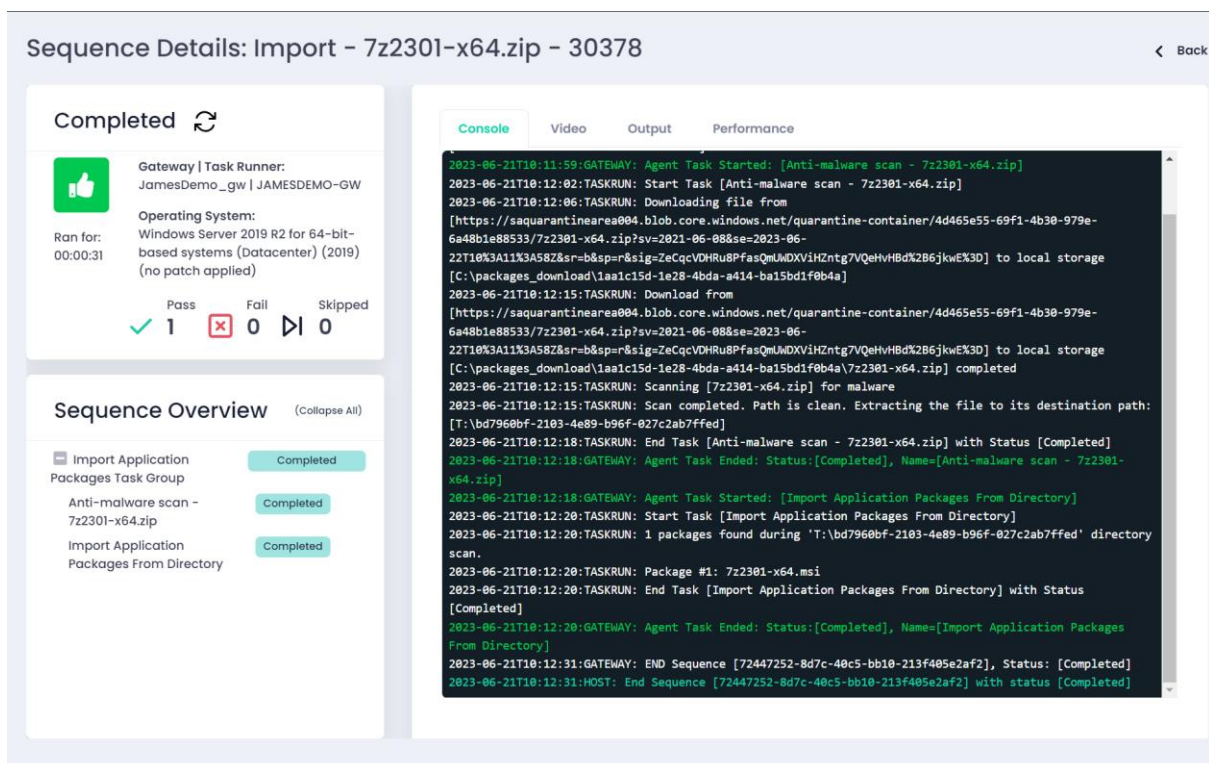 Sequence Details: Import - 7z2301-x64.zip - 30378
Back
Completed
Gateway | Task Runner:
JamesDemo_gw | JAMESDEMO-GW
Operating System:
Windows Server 2019 R2 for 64-bit-
based systems (Datacenter) (2019)
(no patch applied)
Ran for:
00:00:31
Pass Fail Skipped
1 0 0
Sequence Overview (Collapse All)
Import Application
Packages Task Group
Completed
Anti-malware scan -
7z2301-x64.zip
Completed
Import Application
Packages From Directory
Completed
Console Video Output Performance
2023-06-21T10:11:59:GATEWAY: Agent Task Started: [Anti-malware scan - 7z2301-x64.zip]
2023-06-21T10:12:02:TASKRUN: Start Task [Anti-malware scan - 7z2301-x64.zip]
2023-06-21T10:12:06:TASKRUN: Downloading file from
[https://saquarantinearea004.blob.core.windows.net/quarantine-container/4d465e55-69f1-4b30-979e-
6a48b1e88533/7z2301-x64.zip?sv=2021-06-08&se=2023-06-
22T10%3A11%3A58Z&sr=b&sp=r&sig=ZeCqcVDHRu8PfasQmUWDXViHZntg7VQeHvHBd%2B6jkwE%3D] to local storage
[C:\packages_download\1aa1c15d-1e28-4bda-a414-ba15bd1f0b4a]
2023-06-21T10:12:15:TASKRUN: Download from
[https://saquarantinearea004.blob.core.windows.net/quarantine-container/4d465e55-69f1-4b30-979e-
6a48b1e88533/7z2301-x64.zip?sv=2021-06-08&se=2023-06-
22T10%3A11%3A58Z&sr=b&sp=r&sig=ZeCqcVDHRu8PfasQmUWDXViHZntg7VQeHvHBd%2B6jkwE%3D] to local storage
[C:\packages_download\1aa1c15d-1e28-4bda-a414-ba15bd1f0b4a\7z2301-x64.zip] completed
2023-06-21T10:12:15:TASKRUN: Scanning [7z2301-x64.zip] for malware
2023-06-21T10:12:15:TASKRUN: Scan completed. Path is clean. Extracting the file to its destination path:
[T:\bd7960bf-2103-4e89-b96f-027c2ab7ffed]
2023-06-21T10:12:18:TASKRUN: End Task [Anti-malware scan - 7z2301-x64.zip] with Status [Completed]
2023-06-21T10:12:18:GATEWAY: Agent Task Ended: Status:[Completed], Name=[Anti-malware scan - 7z2301-
x64.zip]
2023-06-21T10:12:18:GATEWAY: Agent Task Started: [Import Application Packages From Directory]
2023-06-21T10:12:20:TASKRUN: Start Task [Import Application Packages From Directory]
2023-06-21T10:12:20:TASKRUN: 1 packages found during 'T:\bd7960bf-2103-4e89-b96f-027c2ab7ffed' directory
scan.
2023-06-21T10:12:20:TASKRUN: Package #1: 7z2301-x64.msi
2023-06-21T10:12:20:TASKRUN: End Task [Import Application Packages From Directory] with Status
[Completed]
2023-06-21T10:12:20:GATEWAY: Agent Task Ended: Status:[Completed], Name=[Import Application Packages
From Directory]
2023-06-21T10:12:31:GATEWAY: END Sequence [72447252-8d7c-40c5-bb10-213f405e2af2], Status: [Completed]
2023-06-21T10:12:31:HOST: End Sequence [72447252-8d7c-40c5-bb10-213f405e2af2] with status [Completed]